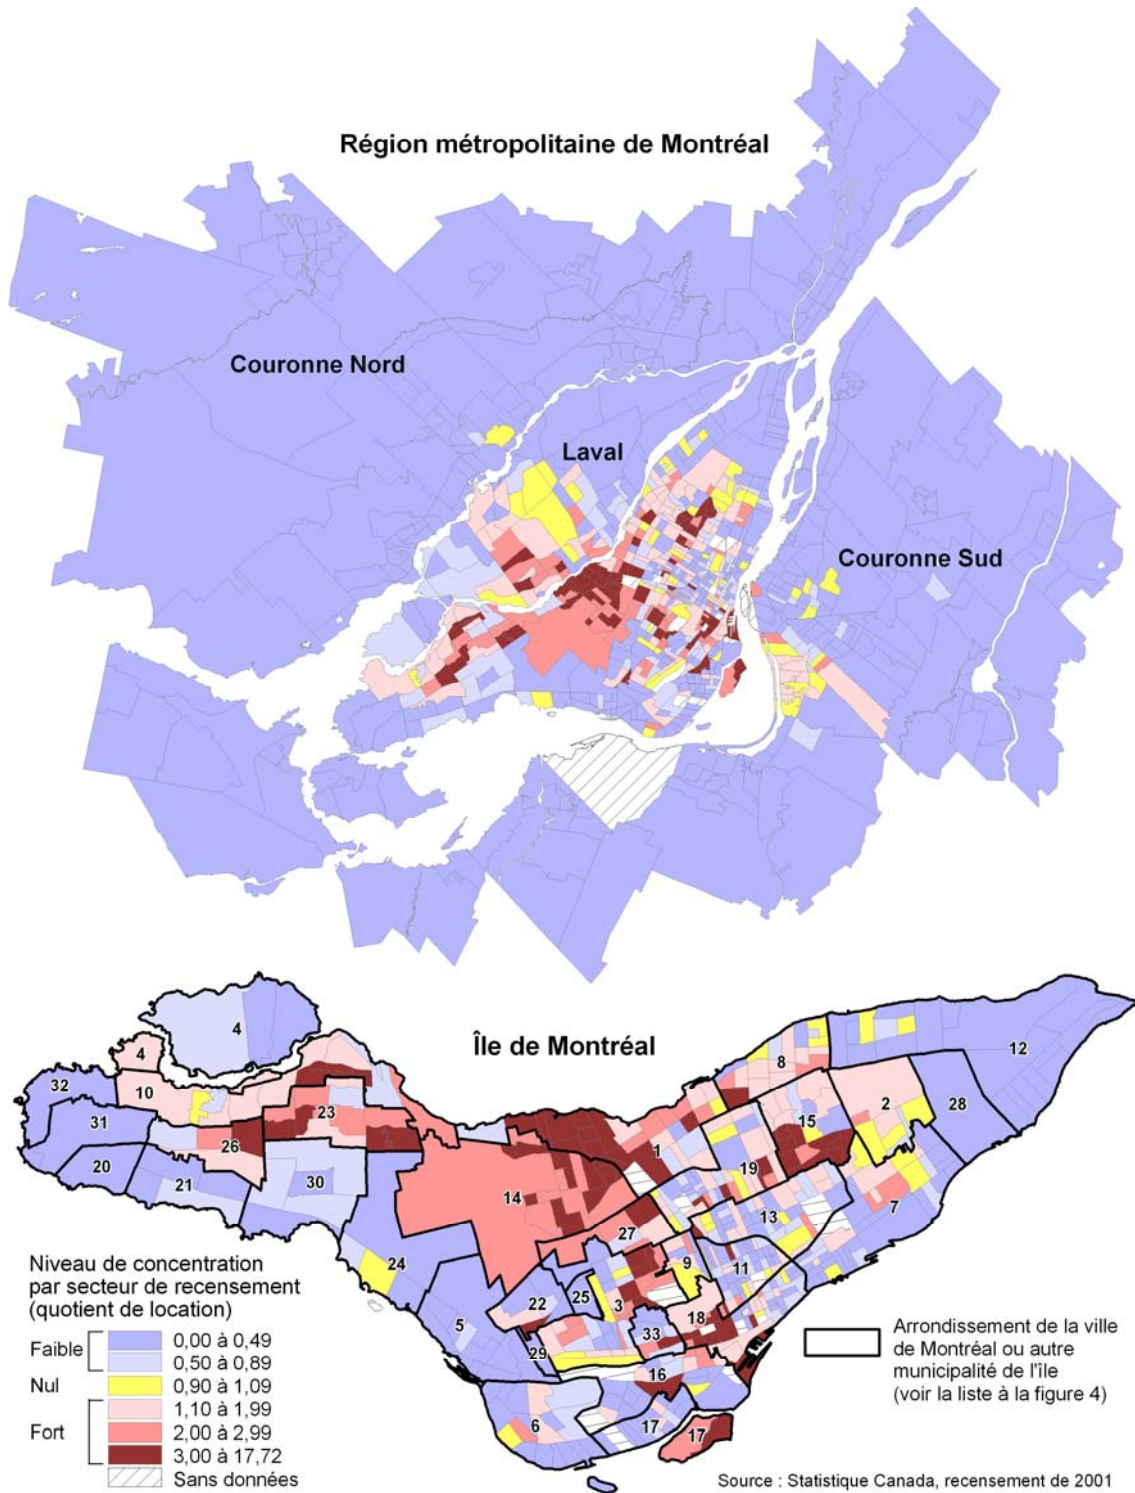 Région métropolitaine de Montréal
Couronne Nord
Laval
Couronne Sud
Île de Montréal
4
4
32
10
31
23
26
20
21
30
24
14
1
8
12
2
28
15
19
7
13
27
9
11
25
3
22
5
18
33
29
16
6
17
17
Niveau de concentration
par secteur de recensement
(quotient de location)
Faible
0,00 à 0,49
0,50 à 0,89
Nul
0,90 à 1,09
Fort
1,10 à 1,99
2,00 à 2,99
3,00 à 17,72
Sans données
Arrondissement de la ville
de Montréal ou autre
municipalité de l'île
(voir la liste à la figure 4)
Source : Statistique Canada, recensement de 2001